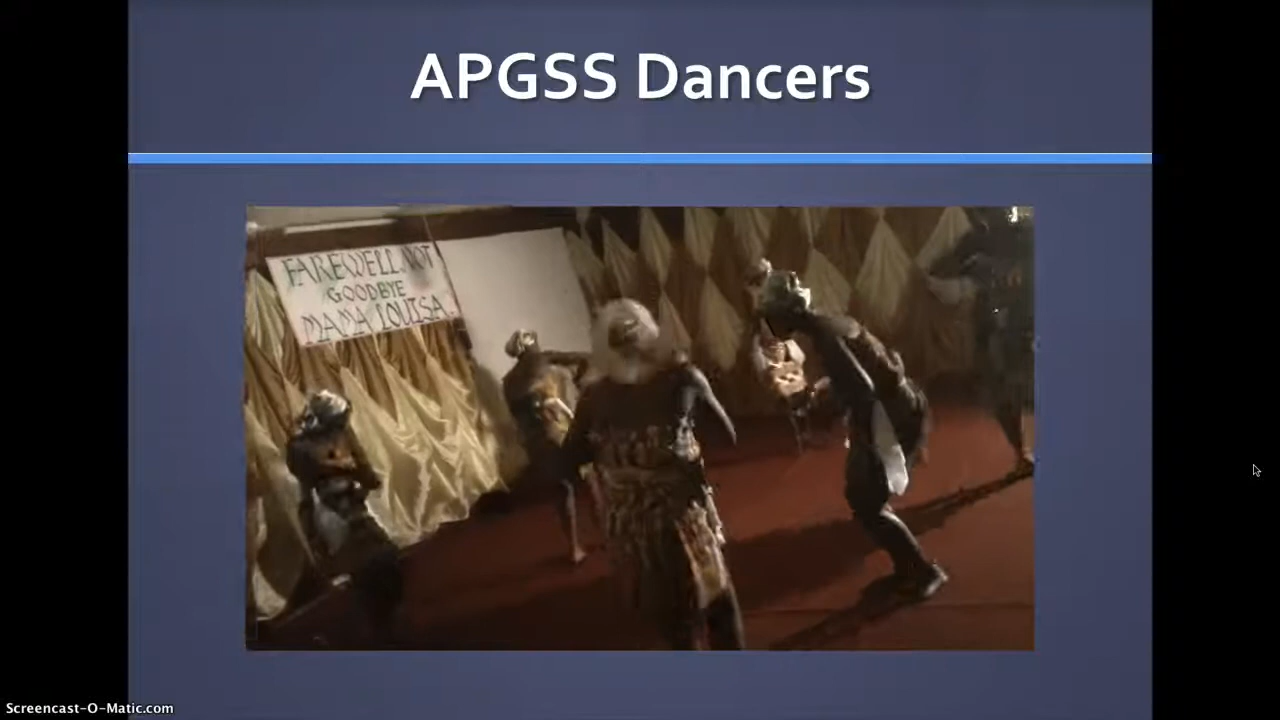 APGSS Dancers
FAREWELL, NOT
GOODBYE
MAMA LOUISA.
Screencast-O-Matic.com